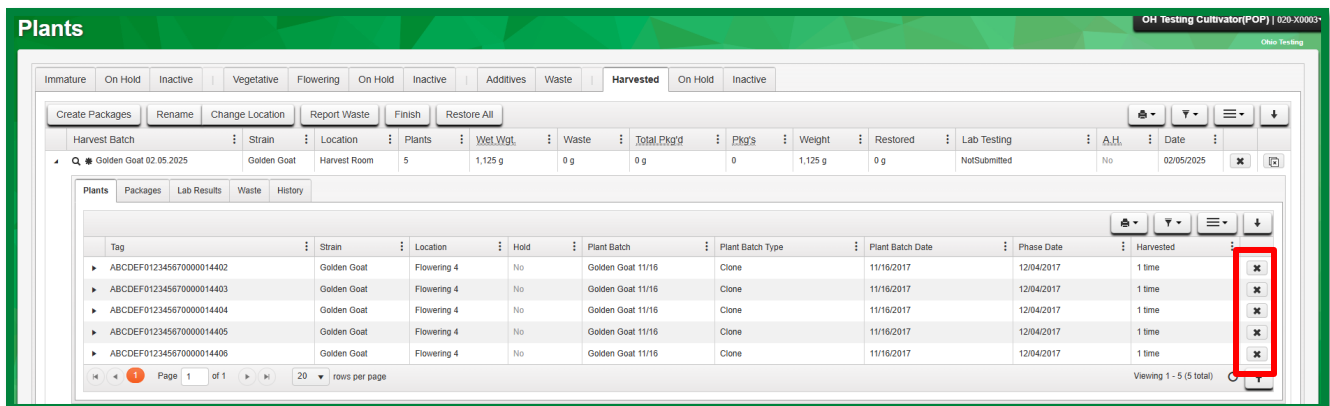 Plants
OH Testing Cultivator(POP) | 020-X0003
Ohio Testing
Immature On Hold Inactive | Vegetative Flowering On Hold Inactive | Additives Waste | Harvested On Hold Inactive
Create Packages Rename Change Location Report Waste Finish Restore All
Harvest Batch Strain Location Plants Wet Wgt. Waste Total Pkg'd Pkg's Weight Restored Lab Testing A.H. Date
Golden Goat 02.05.2025 Golden Goat Harvest Room 5 1,125 g 0 g 0 g 0 1,125 g 0 g NotSubmitted No 02/05/2025
Plants Packages Lab Results Waste History
Tag Strain Location Hold Plant Batch Plant Batch Type Plant Batch Date Phase Date Harvested
ABCDEF012345670000014402 Golden Goat Flowering 4 No Golden Goat 11/16 Clone 11/16/2017 12/04/2017 1 time
ABCDEF012345670000014403 Golden Goat Flowering 4 No Golden Goat 11/16 Clone 11/16/2017 12/04/2017 1 time
ABCDEF012345670000014404 Golden Goat Flowering 4 No Golden Goat 11/16 Clone 11/16/2017 12/04/2017 1 time
ABCDEF012345670000014405 Golden Goat Flowering 4 No Golden Goat 11/16 Clone 11/16/2017 12/04/2017 1 time
ABCDEF012345670000014406 Golden Goat Flowering 4 No Golden Goat 11/16 Clone 11/16/2017 12/04/2017 1 time
1 Page 1 of 1 20 rows per page Viewing 1 - 5 (5 total)